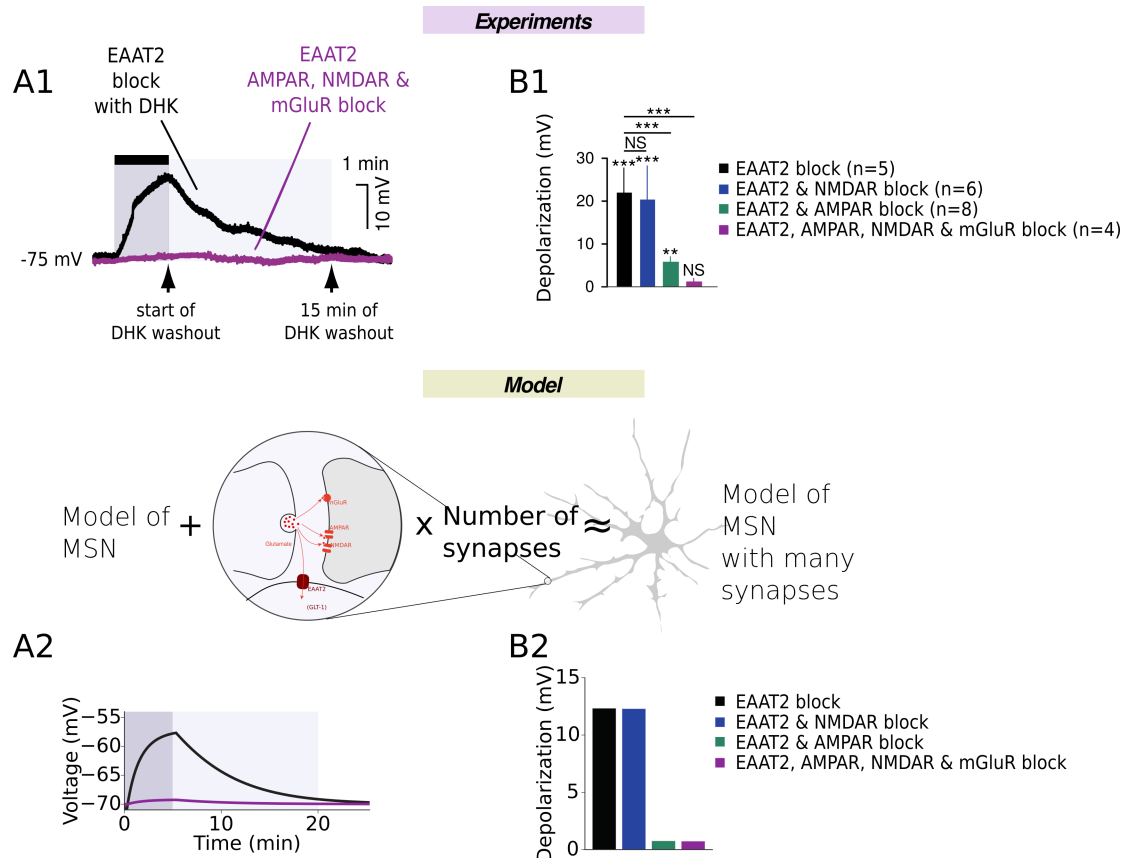 Experiments
A1
EAAT2
block
with DHK
EAAT2
AMPAR, NMDAR &
mGluR block
1 min
10 mV
-75 mV
start of
DHK washout
15 min of
DHK washout
B1
Depolarization (mV)
30
20
10
0
***
***
NS
*** ***
**
NS
EAAT2 block (n=5)
EAAT2 & NMDAR block (n=6)
EAAT2 & AMPAR block (n=8)
EAAT2, AMPAR, NMDAR & mGluR block (n=4)
Model
Model of
MSN
+
mGluR
AMPAR
NMDAR
Glutamate
EAAT2
(GLT-1)
x
Number of
synapses
≈
Model of
MSN
with many
synapses
A2
Voltage (mV)
−55
−60
−65
−70
0 10 20
Time (min)
B2
Depolarization (mV)
15
10
5
0
EAAT2 block
EAAT2 & NMDAR block
EAAT2 & AMPAR block
EAAT2, AMPAR, NMDAR & mGluR block